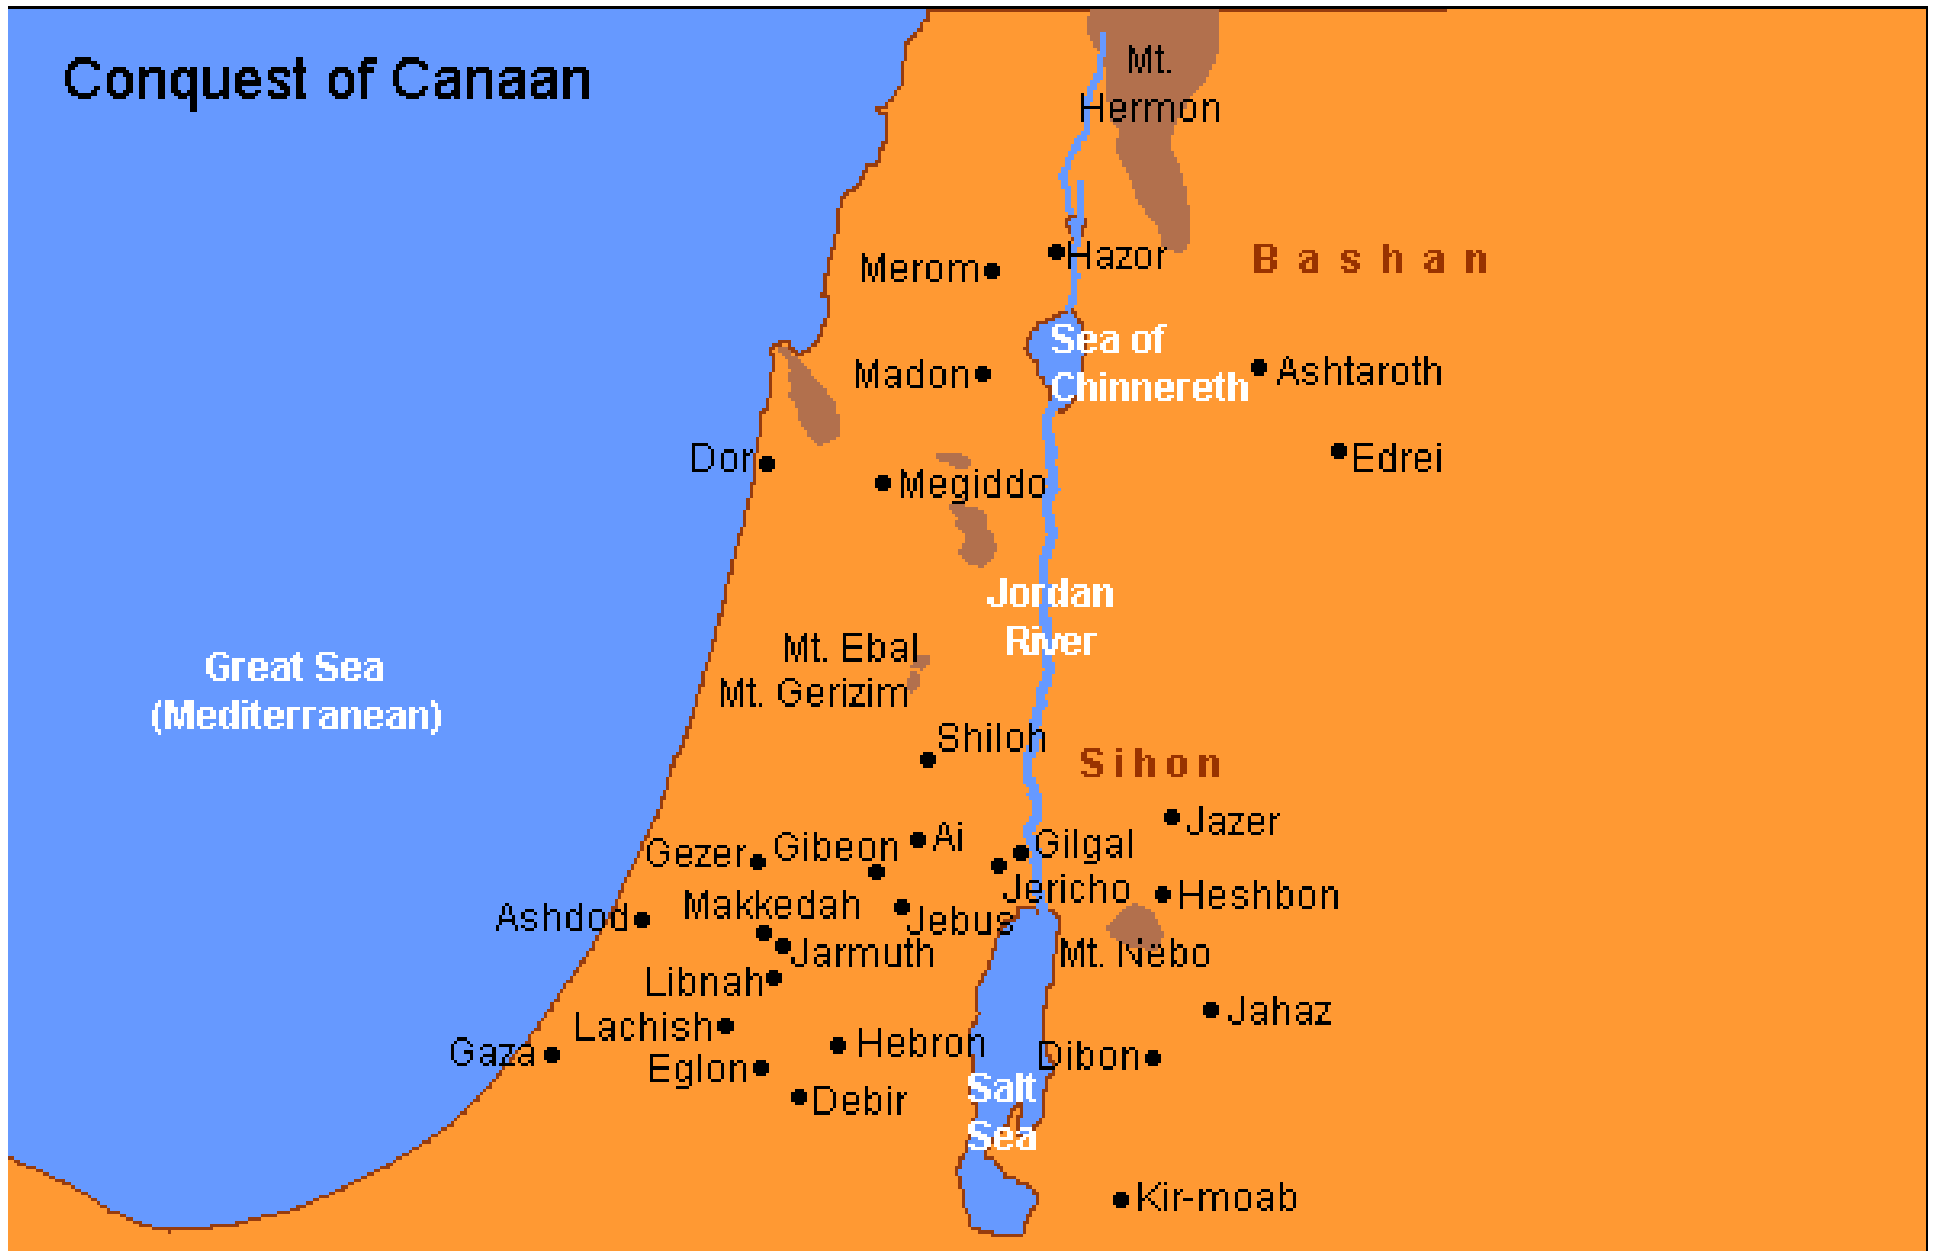 Conquest of Canaan
Mt.
Hermon
Hazor
Bashan
Merom
Sea of
Chinnereth
Madon
Ashtaroth
Dor
Megiddo
Edrei
Jordan
River
Mt. Ebal
Mt. Gerizim
Great Sea
(Mediterranean)
Shiloh
Sihon
Jazer
Ai
Gilgal
Gezer
Gibeon
Jericho
Heshbon
Makkedah
Ashdod
Jebus
Jarmuth
Mt. Nebo
Libnah
Jahaz
Lachish
Hebron
Gaza
Dibon
Eglon
Debir
Salt
Sea
Kir-moab